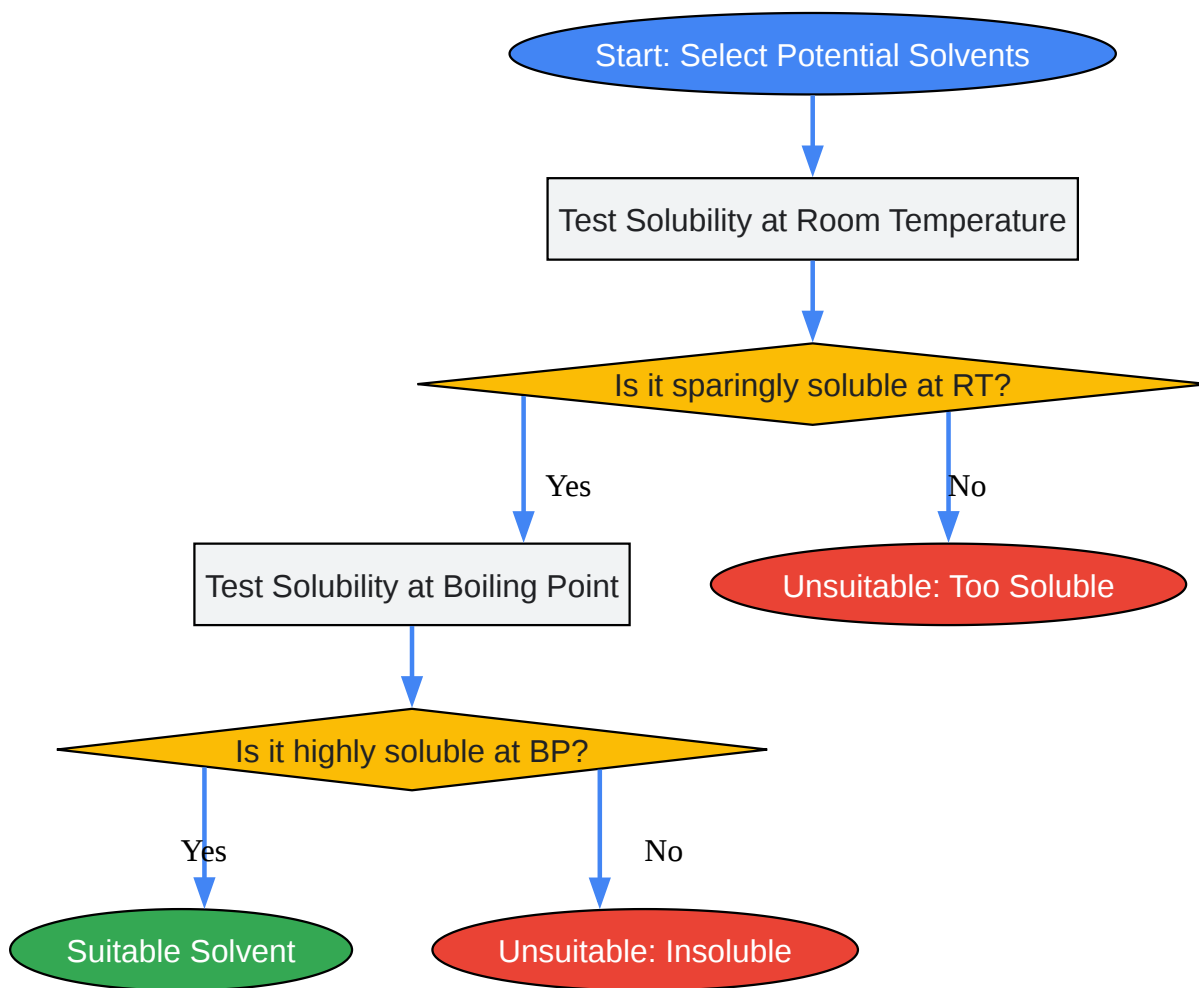 Start: Select Potential Solvents
Test Solubility at Room Temperature
Is it sparingly soluble at RT?
Yes
No
Test Solubility at Boiling Point
Unsuitable: Too Soluble
Is it highly soluble at BP?
Yes
No
Suitable Solvent
Unsuitable: Insoluble